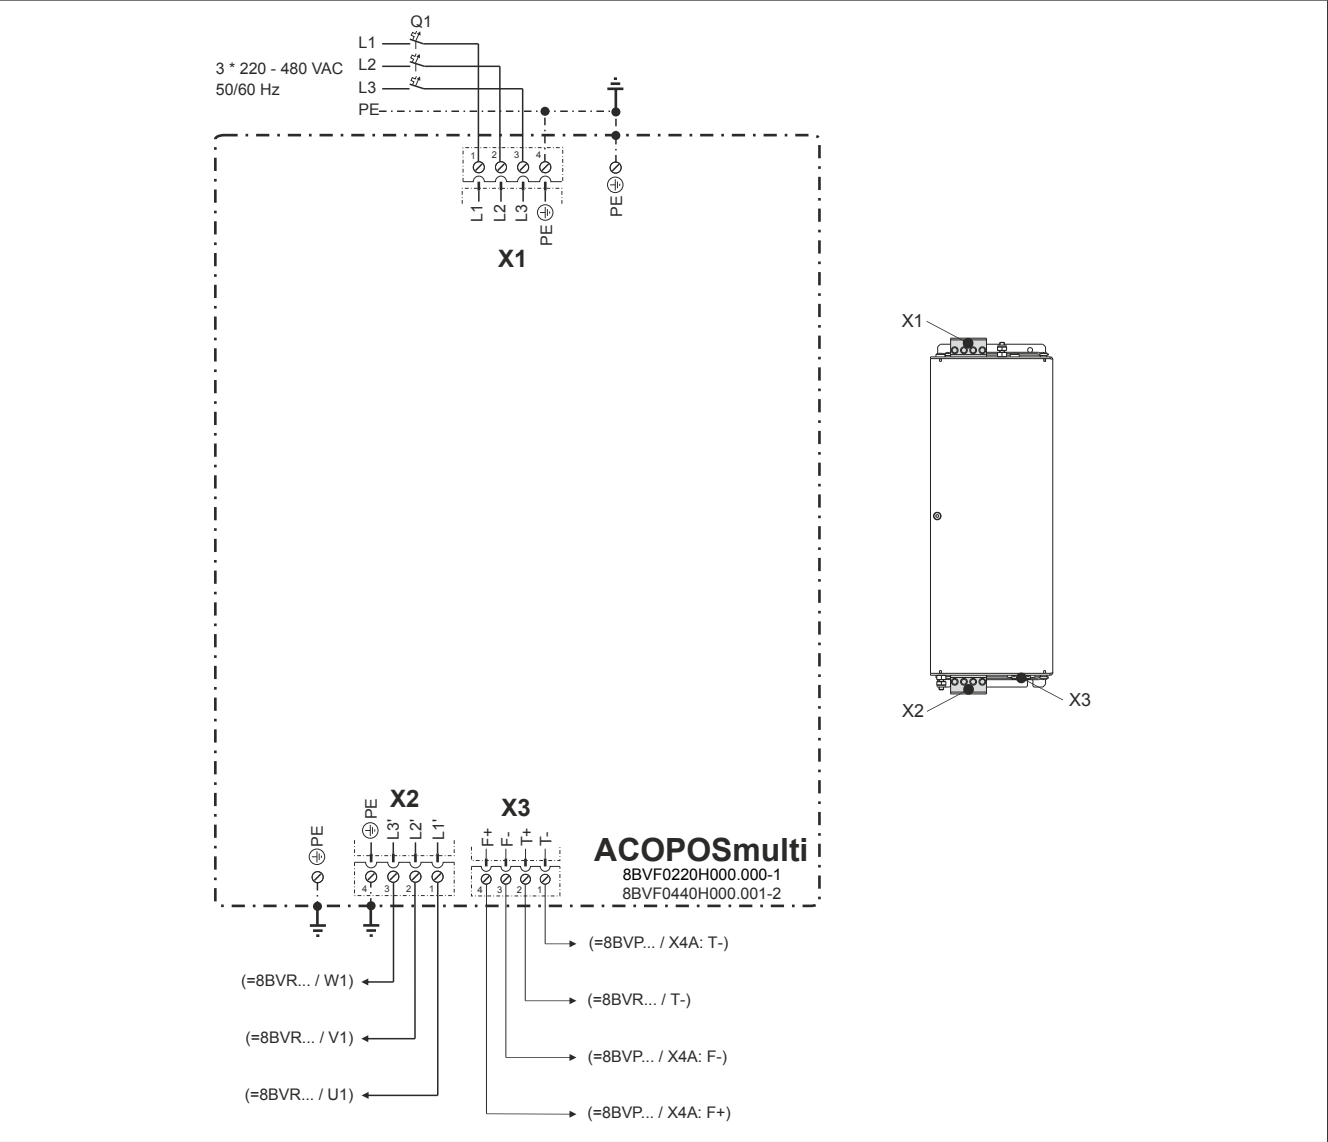 Q1
L1
3 * 220 - 480 VAC
L2
50/60 Hz
L3
PE
1 2 3 4
L1 L2 L3 PE
PE
X1
X1
X2
X3
X2 X3
PE
PE L3' L2' L1'
F+ F- T+ T-
4 3 2 1
4 3 2 1
ACOPOSmulti
8BVF0220H000.000-1
8BVF0440H000.001-2
(=8BVP... / X4A: T-)
(=8BVR... / W1)
(=8BVR... / T-)
(=8BVR... / V1)
(=8BVP... / X4A: F-)
(=8BVR... / U1)
(=8BVP... / X4A: F+)